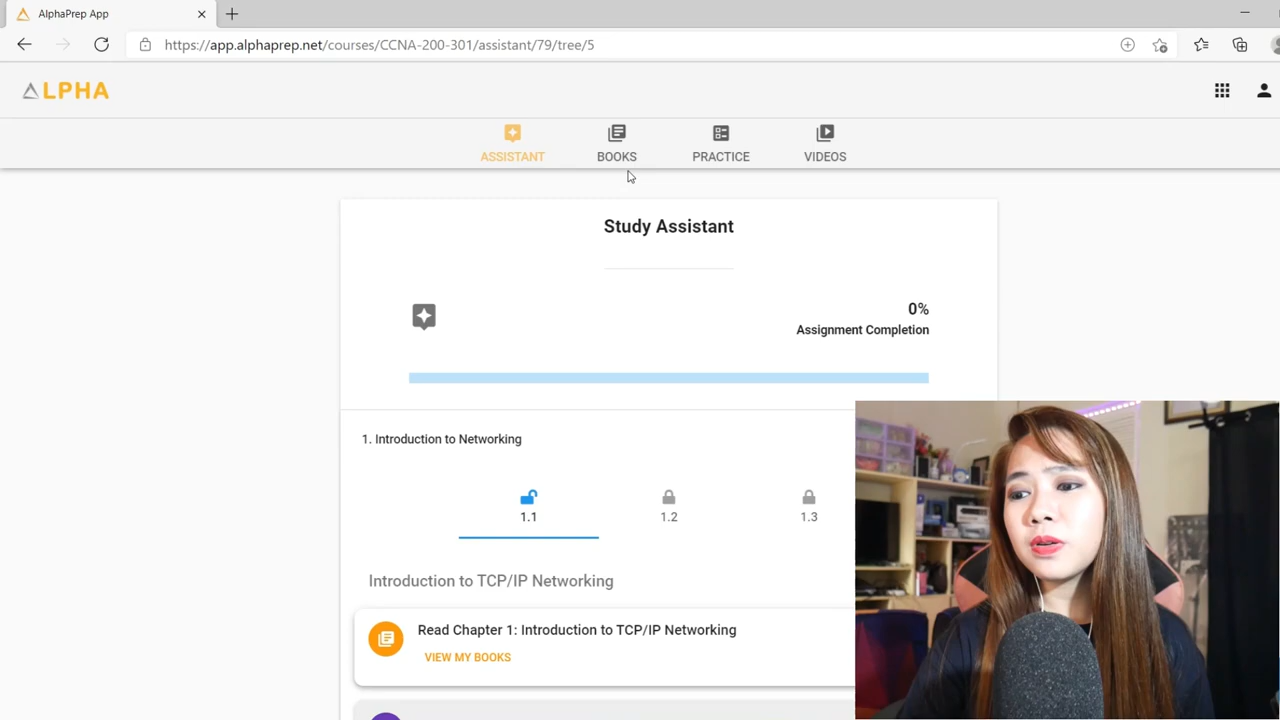 AlphaPrep App
https://app.alphaprep.net/courses/CCNA-200-301/assistant/79/tree/5
ALPHA
ASSISTANT
BOOKS
PRACTICE
VIDEOS
Study Assistant
0%
Assignment Completion
1. Introduction to Networking
1.1
1.2
1.3
Introduction to TCP/IP Networking
Read Chapter 1: Introduction to TCP/IP Networking
VIEW MY BOOKS